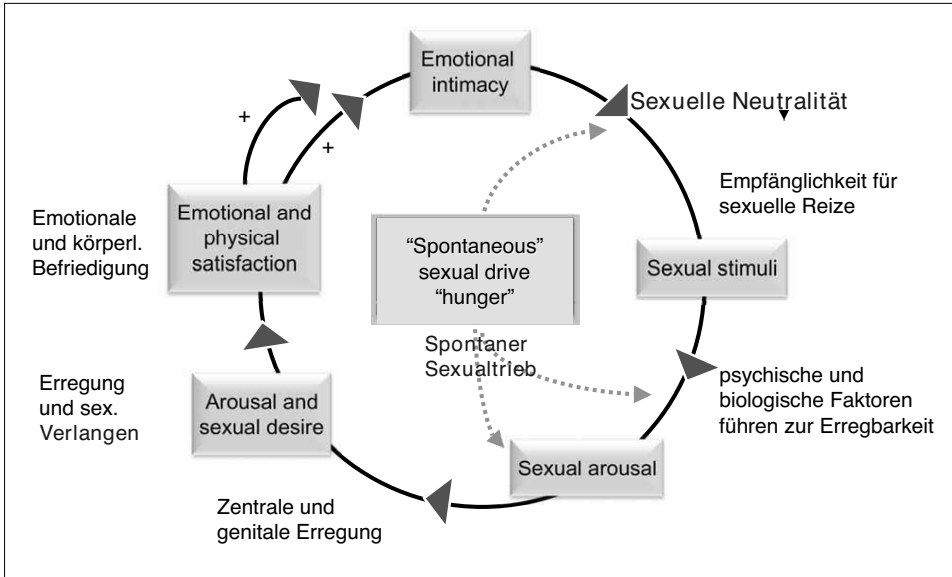 Emotional
intimacy
Sexuelle Neutralität
Empfänglichkeit für
sexuelle Reize
+
+
Emotionale
und körperl.
Befriedigung
Emotional and
physical
satisfaction
“Spontaneous”
sexual drive
“hunger”
Sexual stimuli
Spontaner
Sexualtrieb
psychische und
biologische Faktoren
führen zur Erregbarkeit
Erregung
und sex.
Verlangen
Arousal and
sexual desire
Sexual arousal
Zentrale und
genitale Erregung